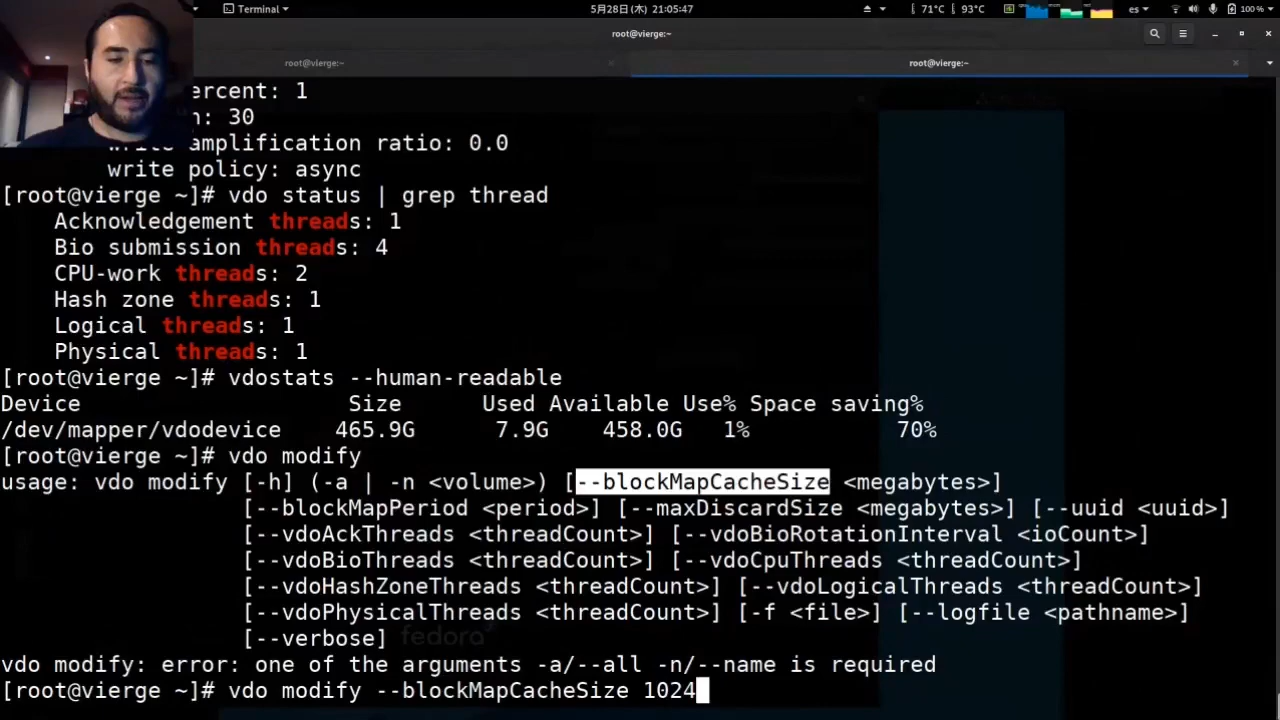 Terminal
5月28日(木) 21:05:47
71°C
93°C
es
100%
root@vierge:~
root@vierge:~
root@vierge:~
ercent: 1
: 30
write amplification ratio: 0.0
write policy: async
[root@vierge ~]# vdo status | grep thread
Acknowledgement threads: 1
Bio submission threads: 4
CPU-work threads: 2
Hash zone threads: 1
Logical threads: 1
Physical threads: 1
[root@vierge ~]# vdostats --human-readable
Device Size Used Available Use% Space saving%
/dev/mapper/vdodevice 465.9G 7.9G 458.0G 1% 70%
[root@vierge ~]# vdo modify
usage: vdo modify [-h] (-a | -n <volume>) [--blockMapCacheSize <megabytes>]
[--blockMapPeriod <period>] [--maxDiscardSize <megabytes>] [--uuid <uuid>]
[--vdoAckThreads <threadCount>] [--vdoBioRotationInterval <ioCount>]
[--vdoBioThreads <threadCount>] [--vdoCpuThreads <threadCount>]
[--vdoHashZoneThreads <threadCount>] [--vdoLogicalThreads <threadCount>]
[--vdoPhysicalThreads <threadCount>] [-f <file>] [--logfile <pathname>]
[--verbose]
fedora
vdo modify: error: one of the arguments -a/--all -n/--name is required
[root@vierge ~]# vdo modify --blockMapCacheSize 1024